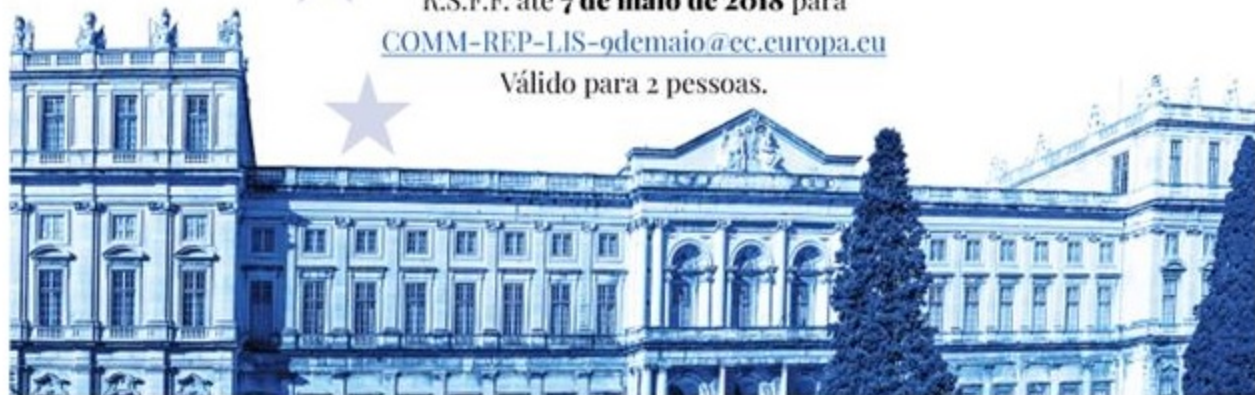 R.S.F.F. até 7 de maio de 2018 para
COMM-REP-LIS-9demaio@ec.europa.eu
Válido para 2 pessoas.